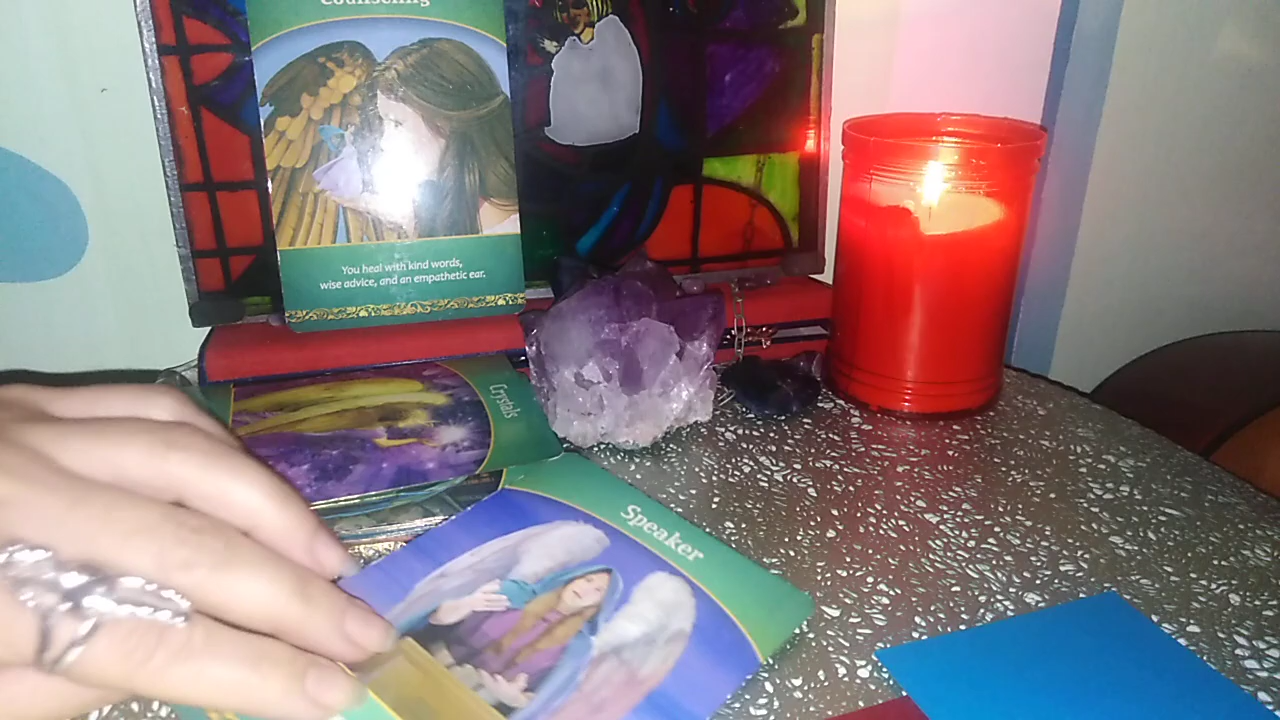 Counselling
You heal with kind words,
wise advice, and an empathetic ear.
Crystals
Speaker